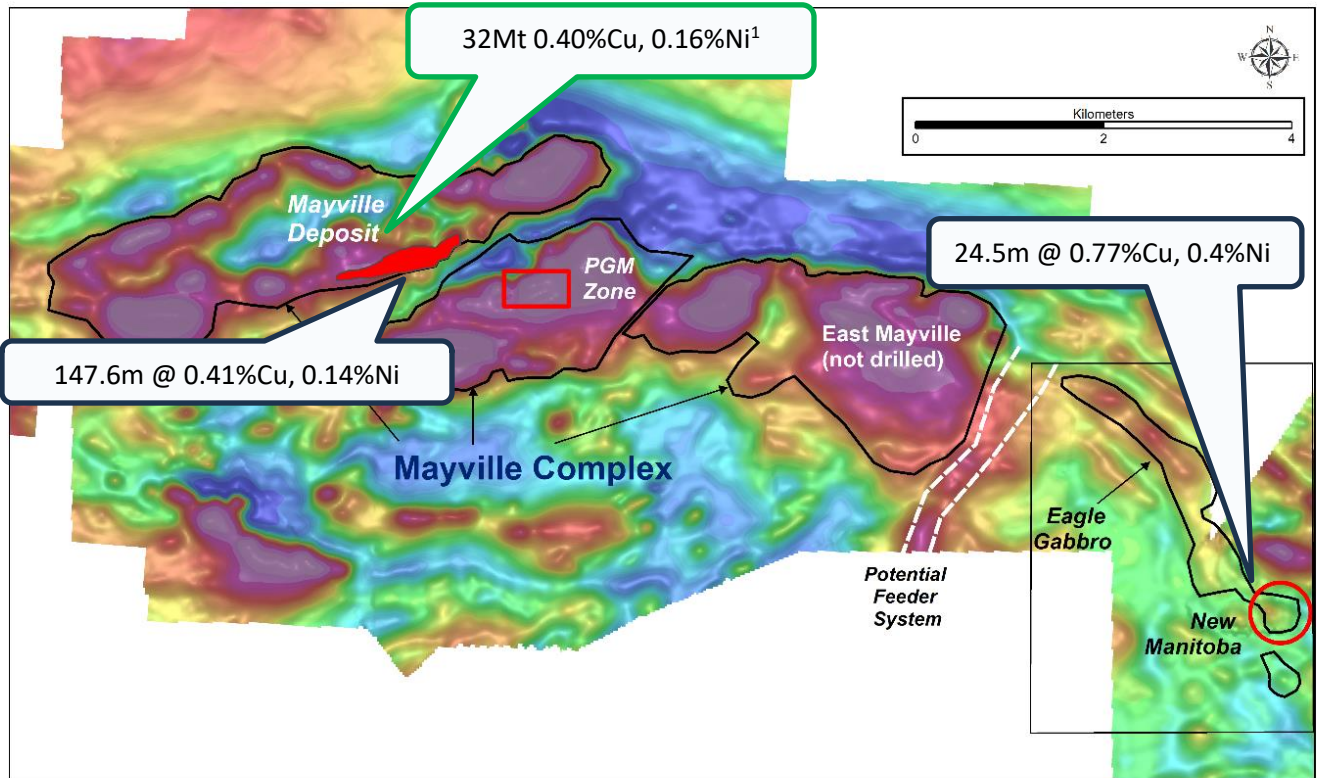 32Mt 0.40%Cu, 0.16%Ni¹
N
W E
S
Kilometers
0 2 4
Mayville
Deposit
24.5m @ 0.77%Cu, 0.4%Ni
PGM
Zone
East Mayville
(not drilled)
147.6m @ 0.41%Cu, 0.14%Ni
Mayville Complex
Eagle
Gabbro
Potential
Feeder
System
New
Manitoba